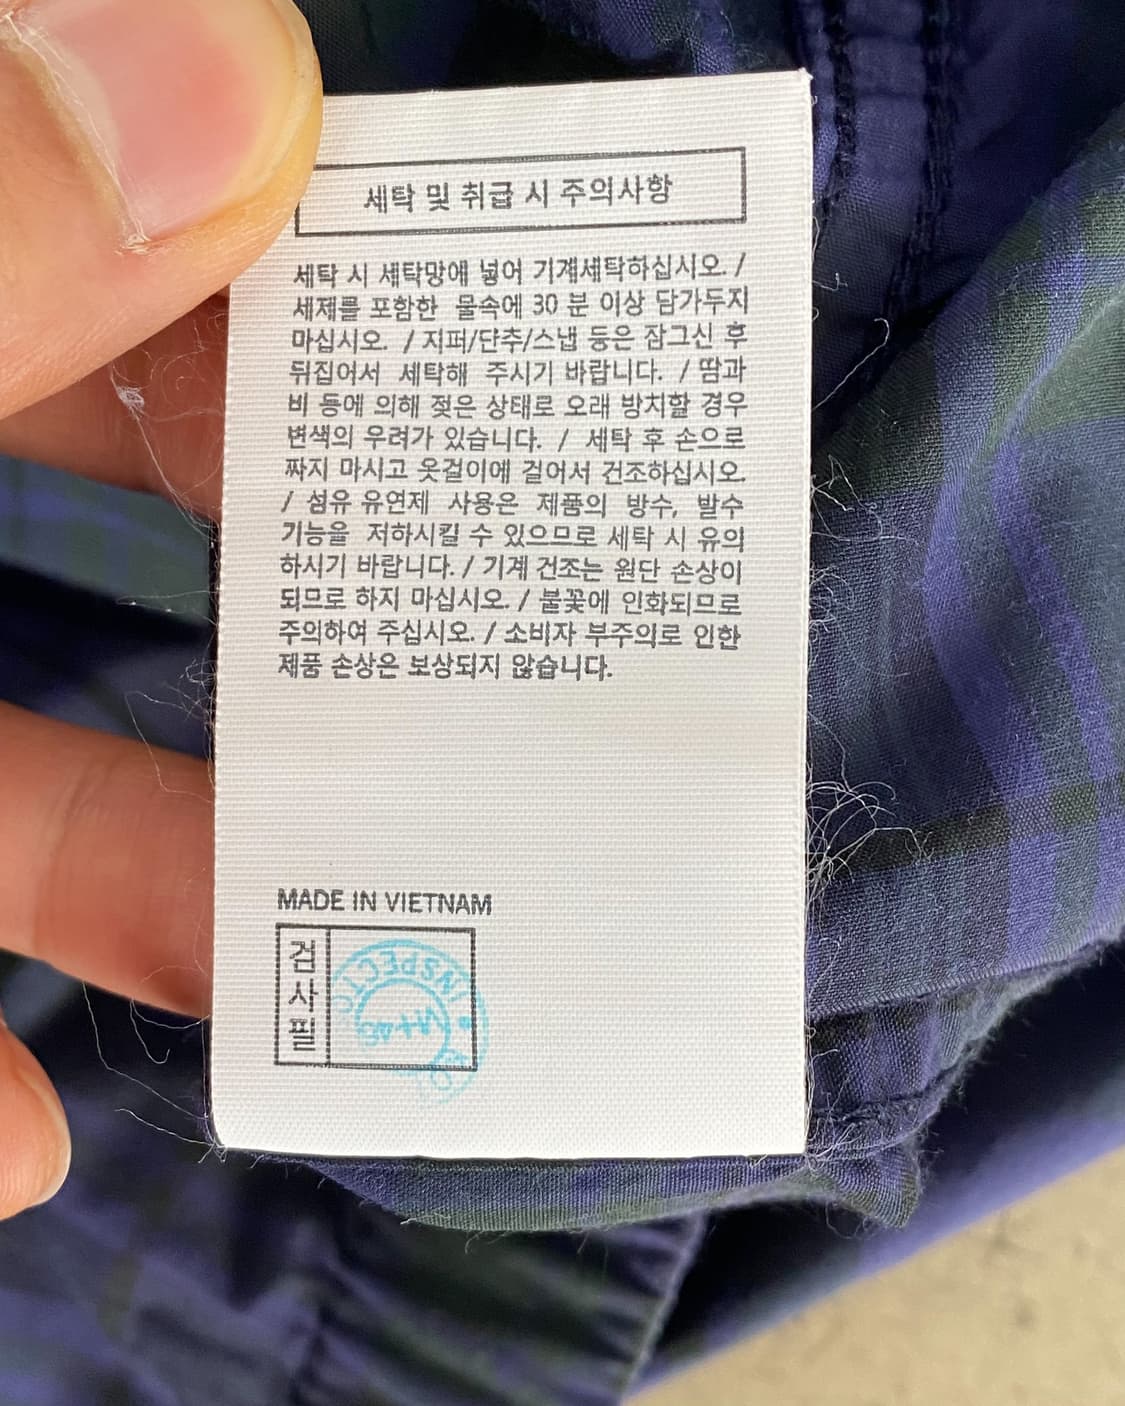 세탁 및 취급 시 주의사항
세탁 시 세탁망에 넣어 기계세탁하십시오. /
세제를 포함한 물속에 30 분 이상 담가두지
마십시오. / 지퍼/단추/스냅 등은 잠그신 후
뒤집어서 세탁해 주시기 바랍니다. / 땀과
비 등에 의해 젖은 상태로 오래 방치할 경우
변색의 우려가 있습니다. / 세탁 후 손으로
짜지 마시고 옷걸이에 걸어서 건조하십시오.
/ 섬유 유연제 사용은 제품의 방수, 발수
기능을 저하시킬 수 있으므로 세탁 시 유의
하시기 바랍니다. / 기계 건조는 원단 손상이
되므로 하지 마십시오. / 불꽃에 인화되므로
주의하여 주십시오. / 소비자 부주의로 인한
제품 손상은 보상되지 않습니다.
MADE IN VIETNAM
검사필